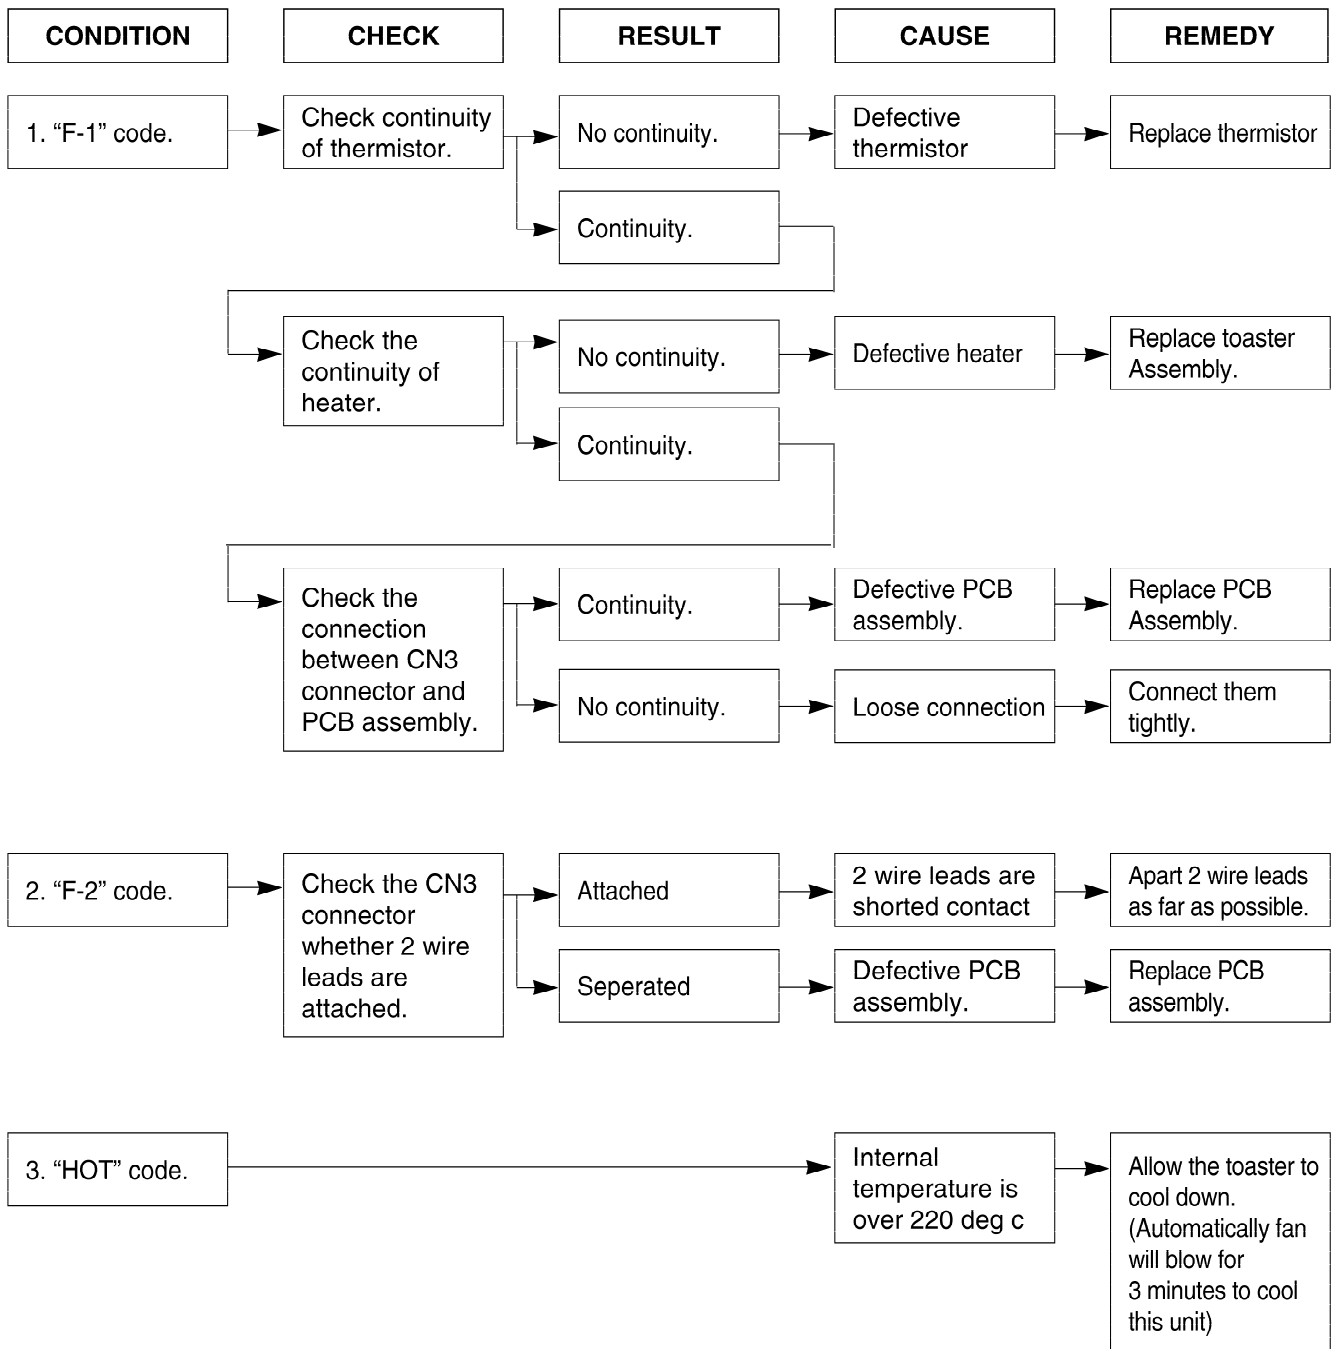 CONDITION
CHECK
RESULT
CAUSE
REMEDY
1. “F-1” code.
Check continuity
of thermistor.
No continuity.
Defective
thermistor
Replace thermistor
Continuity.
Check the
continuity of
heater.
No continuity.
Defective heater
Replace toaster
Assembly.
Continuity.
Check the
connection
between CN3
connector and
PCB assembly.
Continuity.
Defective PCB
assembly.
Replace PCB
Assembly.
No continuity.
Loose connection
Connect them
tightly.
2. “F-2” code.
Check the CN3
connector
whether 2 wire
leads are
attached.
Attached
2 wire leads are
shorted contact
Apart 2 wire leads
as far as possible.
Seperated
Defective PCB
assembly.
Replace PCB
assembly.
3. “HOT” code.
Internal
temperature is
over 220 deg c
Allow the toaster to
cool down.
(Automatically fan
will blow for
3 minutes to cool
this unit)